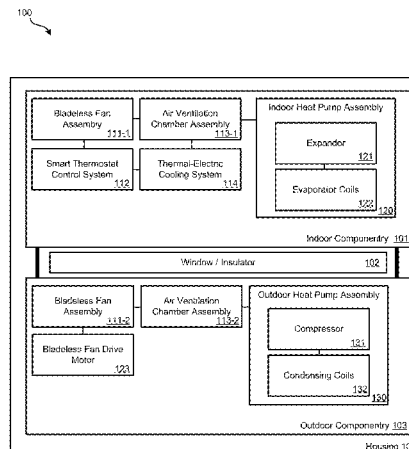 100
Bladeless Fan
Assembly
111-1
Air Ventilation
Chamber Assembly
113-1
Indoor Heat Pump Assembly
Expandor
121
Evaporator Coils
122
120
Smart Thermostat
Control System
112
Thermal-Electric
Cooling System
114
Indoor Componentry 101
Window / Insulator 102
Bladeless Fan
Assembly
111-2
Air Ventilation
Chamber Assembly
113-2
Outdoor Heat Pump Assembly
Compressor
131
Condensing Coils
132
130
Bladeless Fan Drive
Motor
123
Outdoor Componentry 103
Housing